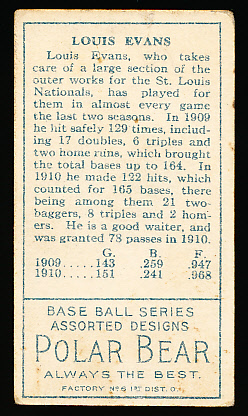 LOUIS EVANS
Louis Evans, who takes
care of a large section of the
outer works for the St. Louis
Nationals, has played for
them in almost every game
the last two seasons. In 1909
he hit safely 129 times, includ-
ing 17 doubles, 6 triples and
two home runs, which brought
the total bases up to 164. In
1910 he made 122 hits, which
counted for 165 bases, there
being among them 21 two-
baggers, 8 triples and 2 hom-
ers. He is a good waiter, and
was granted 78 passes in 1910.
G. B. F.
1909.....143 .259 .947
1910.....151 .241 .968
BASE BALL SERIES
ASSORTED DESIGNS
POLAR BEAR
ALWAYS THE BEST.
FACTORY No 6 1ST DIST. O.